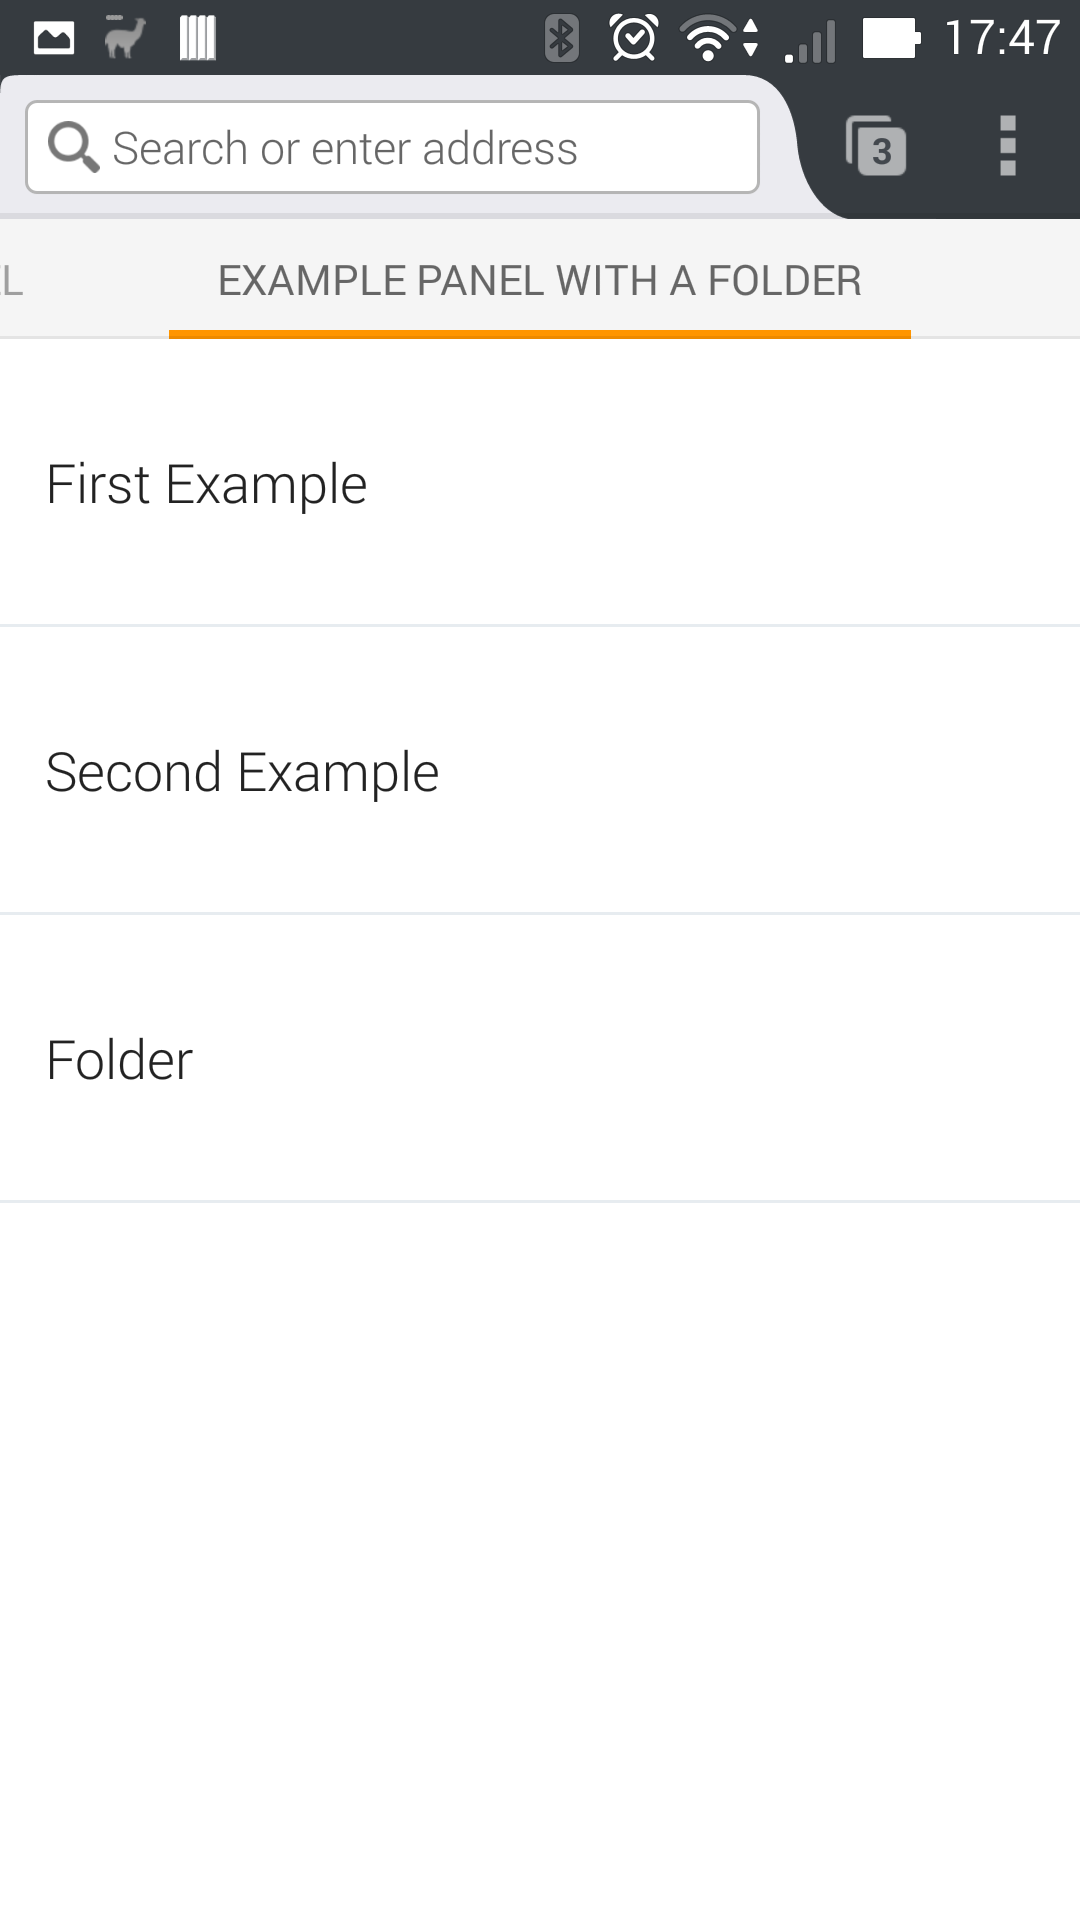 17:47
Search or enter address
3
L
EXAMPLE PANEL WITH A FOLDER
First Example
Second Example
Folder